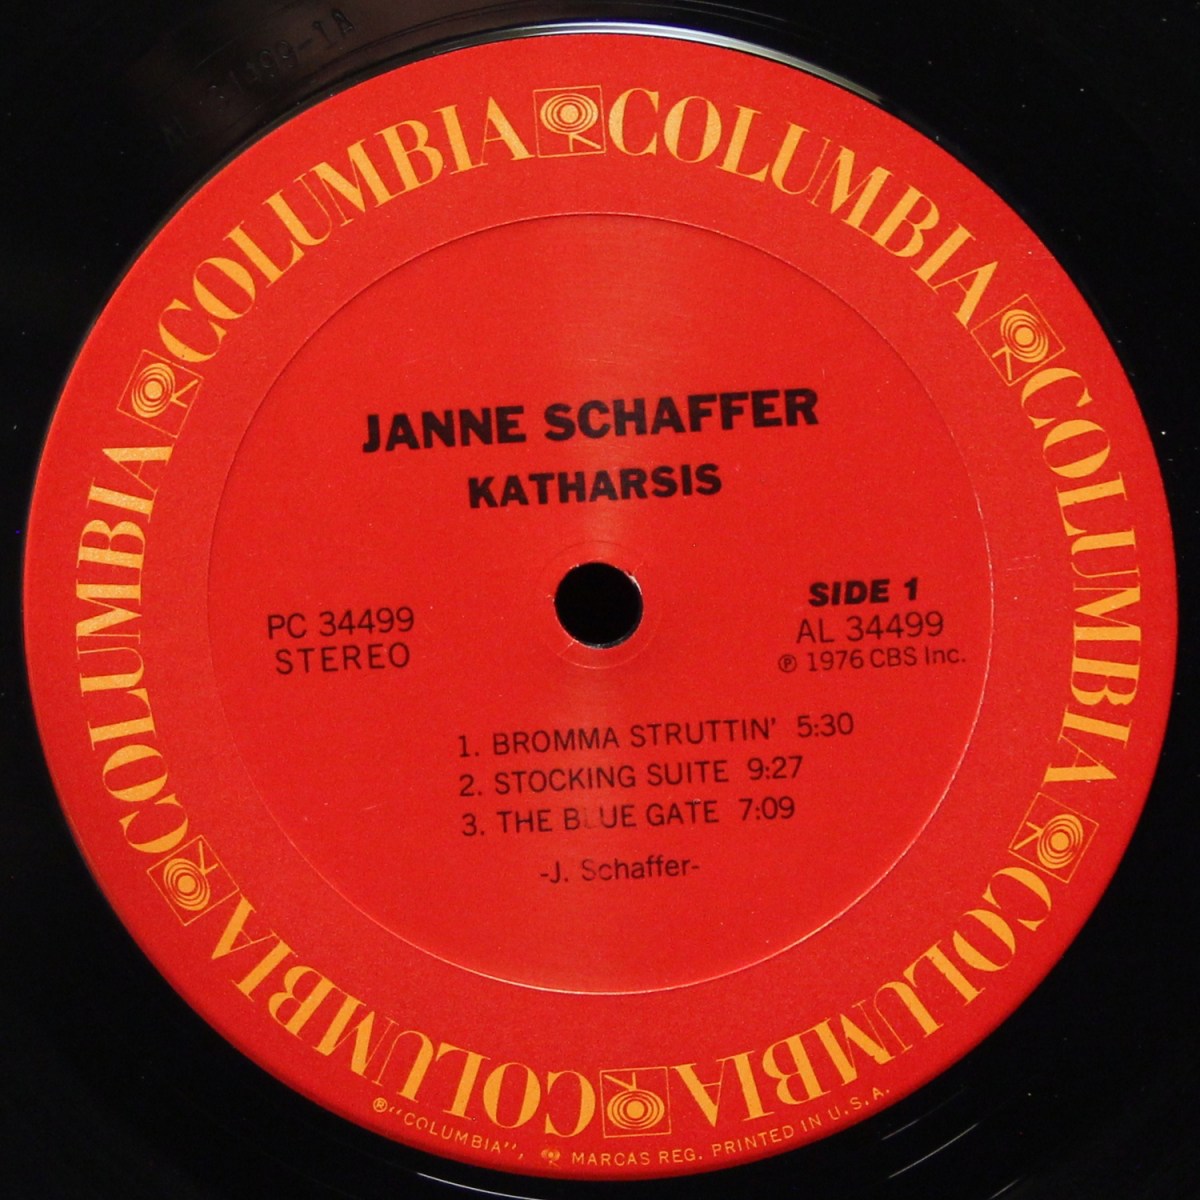 COLUMBIA COLUMBIA COLUMBIA COLUMBIA COLUMBIA COLUMBIA COLUMBIA
JANNE SCHAFFER
KATHARSIS
PC 34499
STEREO
SIDE 1
AL 34499
℗ 1976 CBS Inc.
1. BROMMA STRUTTIN' 5:30
2. STOCKING SUITE 9:27
3. THE BLUE GATE 7:09
-J. Schaffer-
® "COLUMBIA", MARCAS REG. PRINTED IN U.S.A.